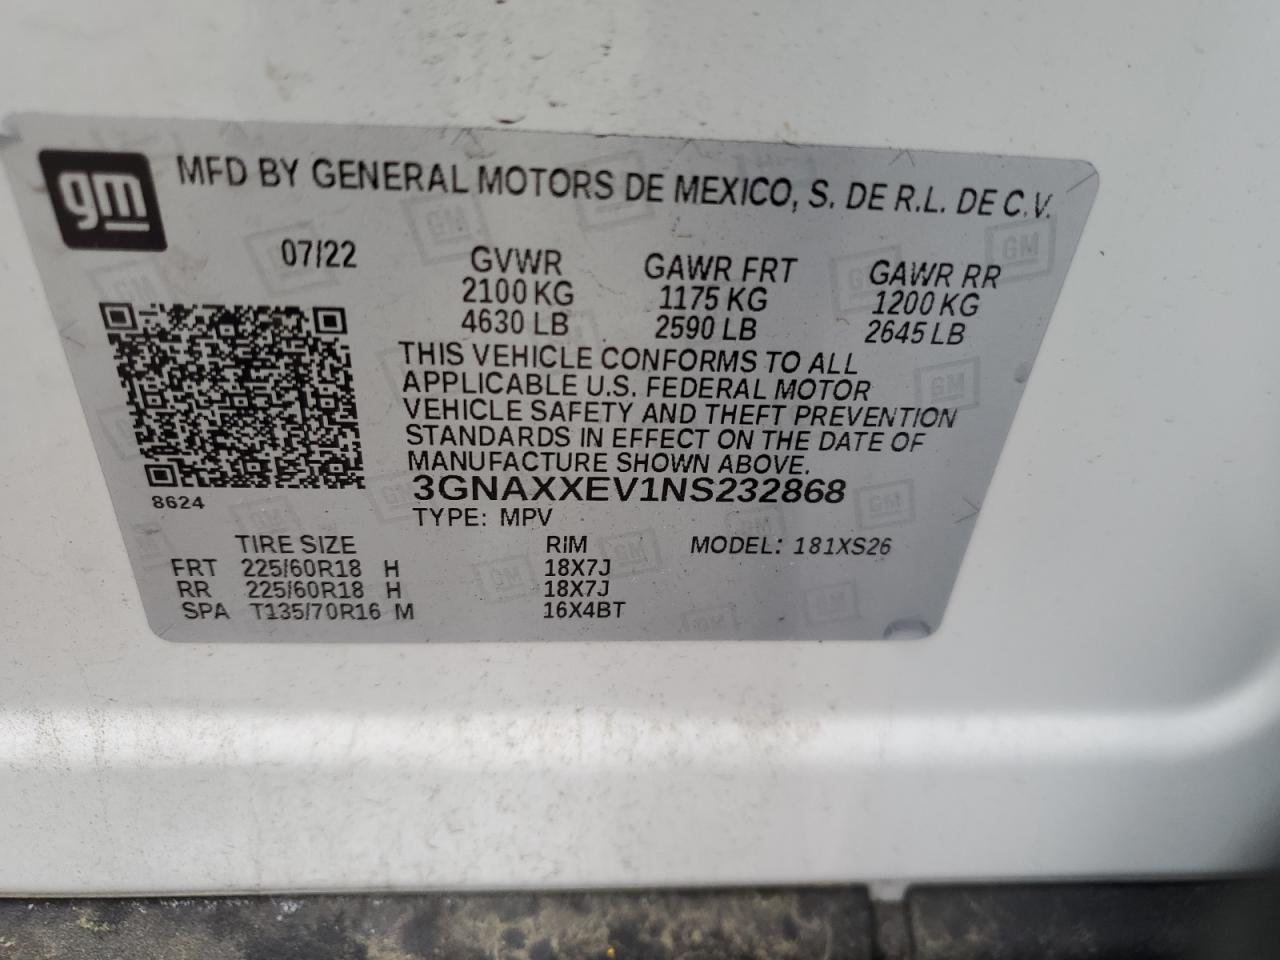 gm
MFD BY GENERAL MOTORS DE MEXICO, S. DE R.L. DE C.V.
07/22 GVWR GAWR FRT GAWR RR
2100 KG 1175 KG 1200 KG
4630 LB 2590 LB 2645 LB
THIS VEHICLE CONFORMS TO ALL
APPLICABLE U.S. FEDERAL MOTOR
VEHICLE SAFETY AND THEFT PREVENTION
STANDARDS IN EFFECT ON THE DATE OF
MANUFACTURE SHOWN ABOVE.
8624
3GNAXXEV1NS232868
TYPE: MPV
TIRE SIZE RIM MODEL: 181XS26
FRT 225/60R18 H 18X7J
RR 225/60R18 H 18X7J
SPA T135/70R16 M 16X4BT